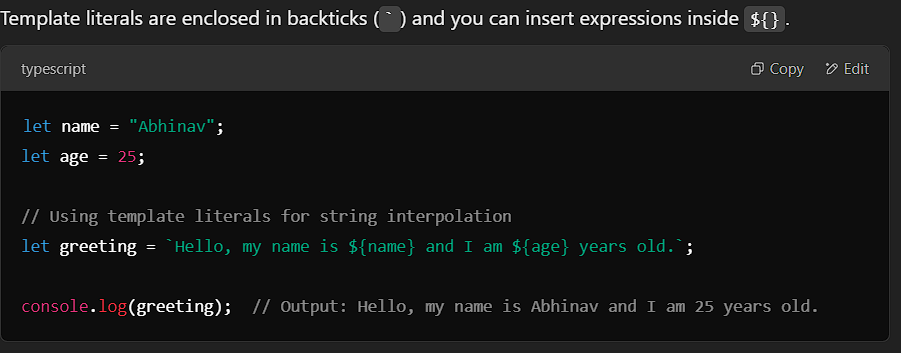 Template literals are enclosed in backticks (`) and you can insert expressions inside ${}.
typescript
Copy
Edit
let name = "Abhinav";
let age = 25;
// Using template literals for string interpolation
let greeting = `Hello, my name is ${name} and I am ${age} years old.`;
console.log(greeting);  // Output: Hello, my name is Abhinav and I am 25 years old.